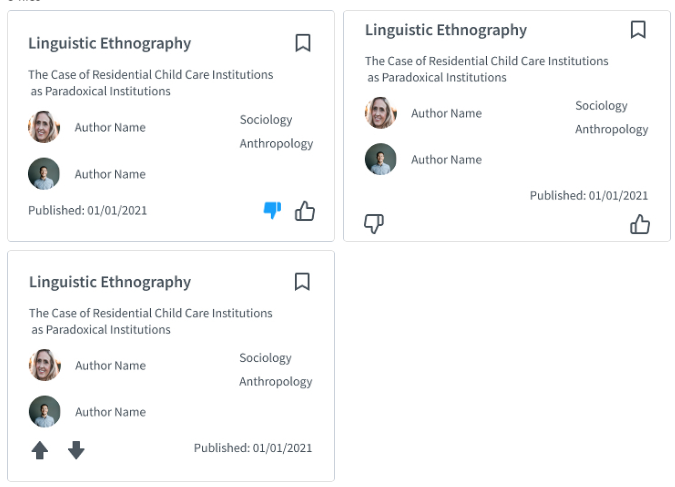 Linguistic Ethnography
The Case of Residential Child Care Institutions
as Paradoxical Institutions
Author Name
Sociology
Anthropology
Author Name
Published: 01/01/2021
Linguistic Ethnography
The Case of Residential Child Care Institutions
as Paradoxical Institutions
Author Name
Sociology
Anthropology
Author Name
Published: 01/01/2021
Linguistic Ethnography
The Case of Residential Child Care Institutions
as Paradoxical Institutions
Author Name
Sociology
Anthropology
Author Name
Published: 01/01/2021